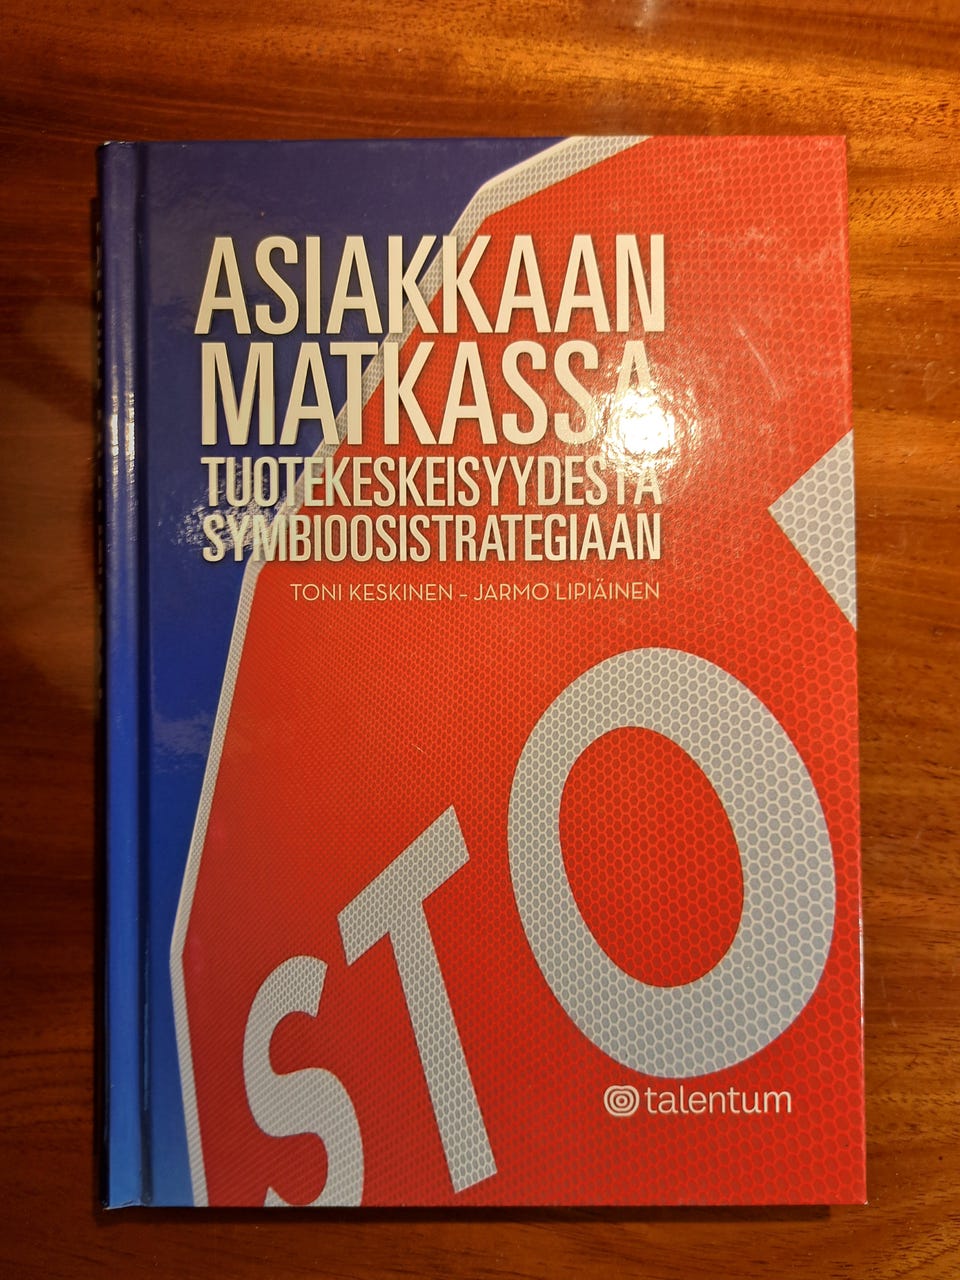 ASIAKKAAN
MATKASSA
TUOTEKESKEISYYDESTÄ
SYMBIOOSISTRATEGIAAN
TONI KESKINEN – JARMO LIPIÄINEN
STO
talentum